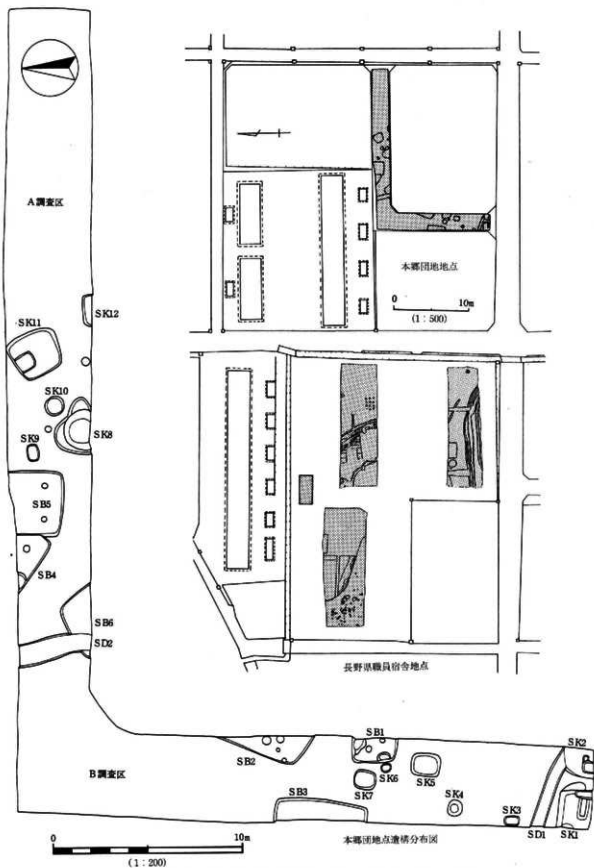 A調査区
SK12
SK11
SK10
SK8
SK9
SB5
SB4
SB6
SD2
B調査区
SB2
SB1
SK6
SK5
SK7
SK4
SB3
SK3
SD1
SK2
SK1
0 10m
(1:200)
本郷団地地点遺構分布図
本郷団地地点
0 10m
(1:500)
長野県職員宿舎地点